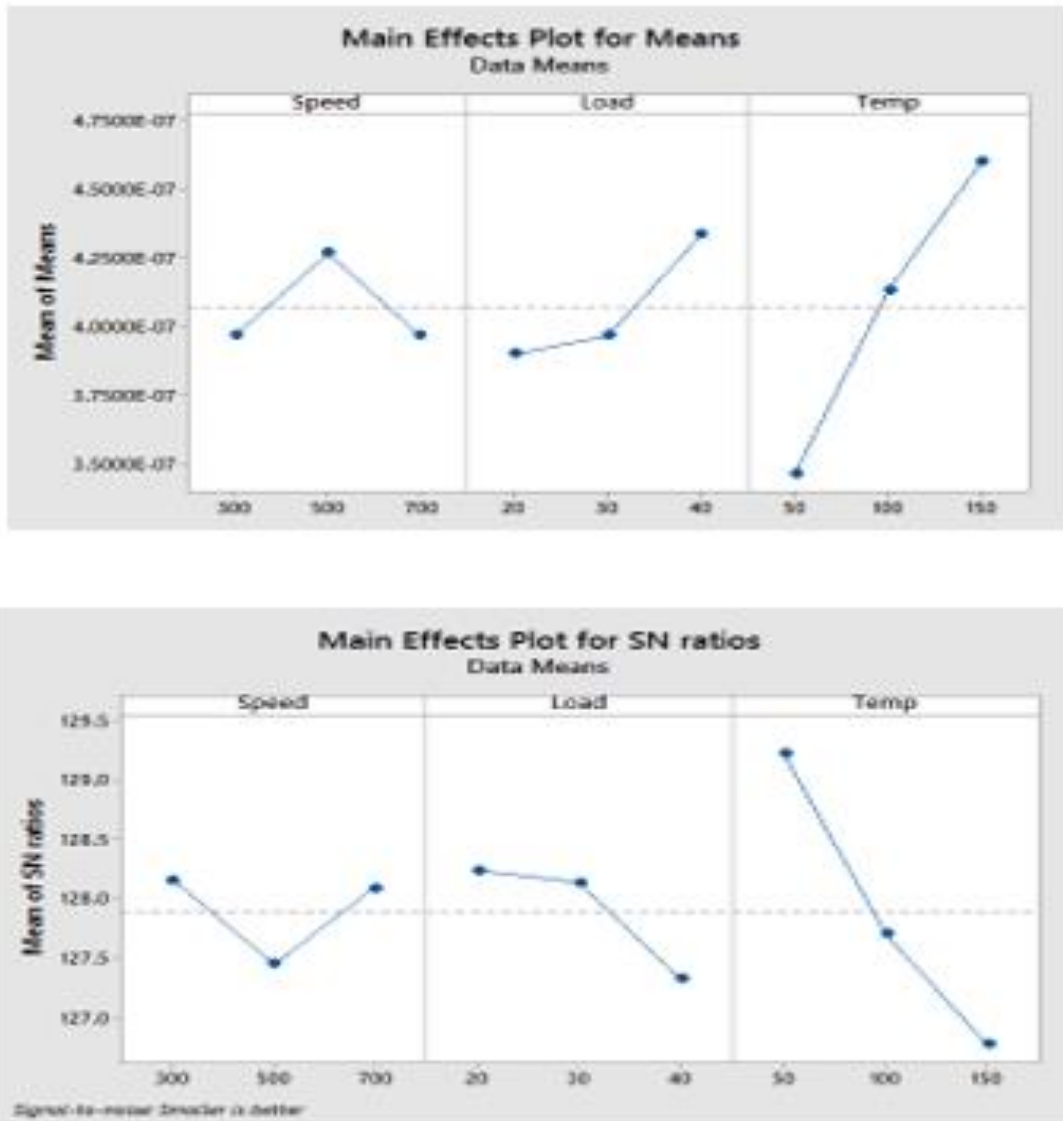 Main Effects Plot for Means
Data Means
Speed Load Temp
Mean of Means
4.7500E-07
4.5000E-07
4.2500E-07
4.0000E-07
3.7500E-07
3.5000E-07
300 500 700 20 30 40 50 100 150
Main Effects Plot for SN ratios
Data Means
Speed Load Temp
Mean of SN ratios
129.5
129.0
128.5
128.0
127.5
127.0
300 500 700 20 30 40 50 100 150
Signal-to-noise: Smaller is better